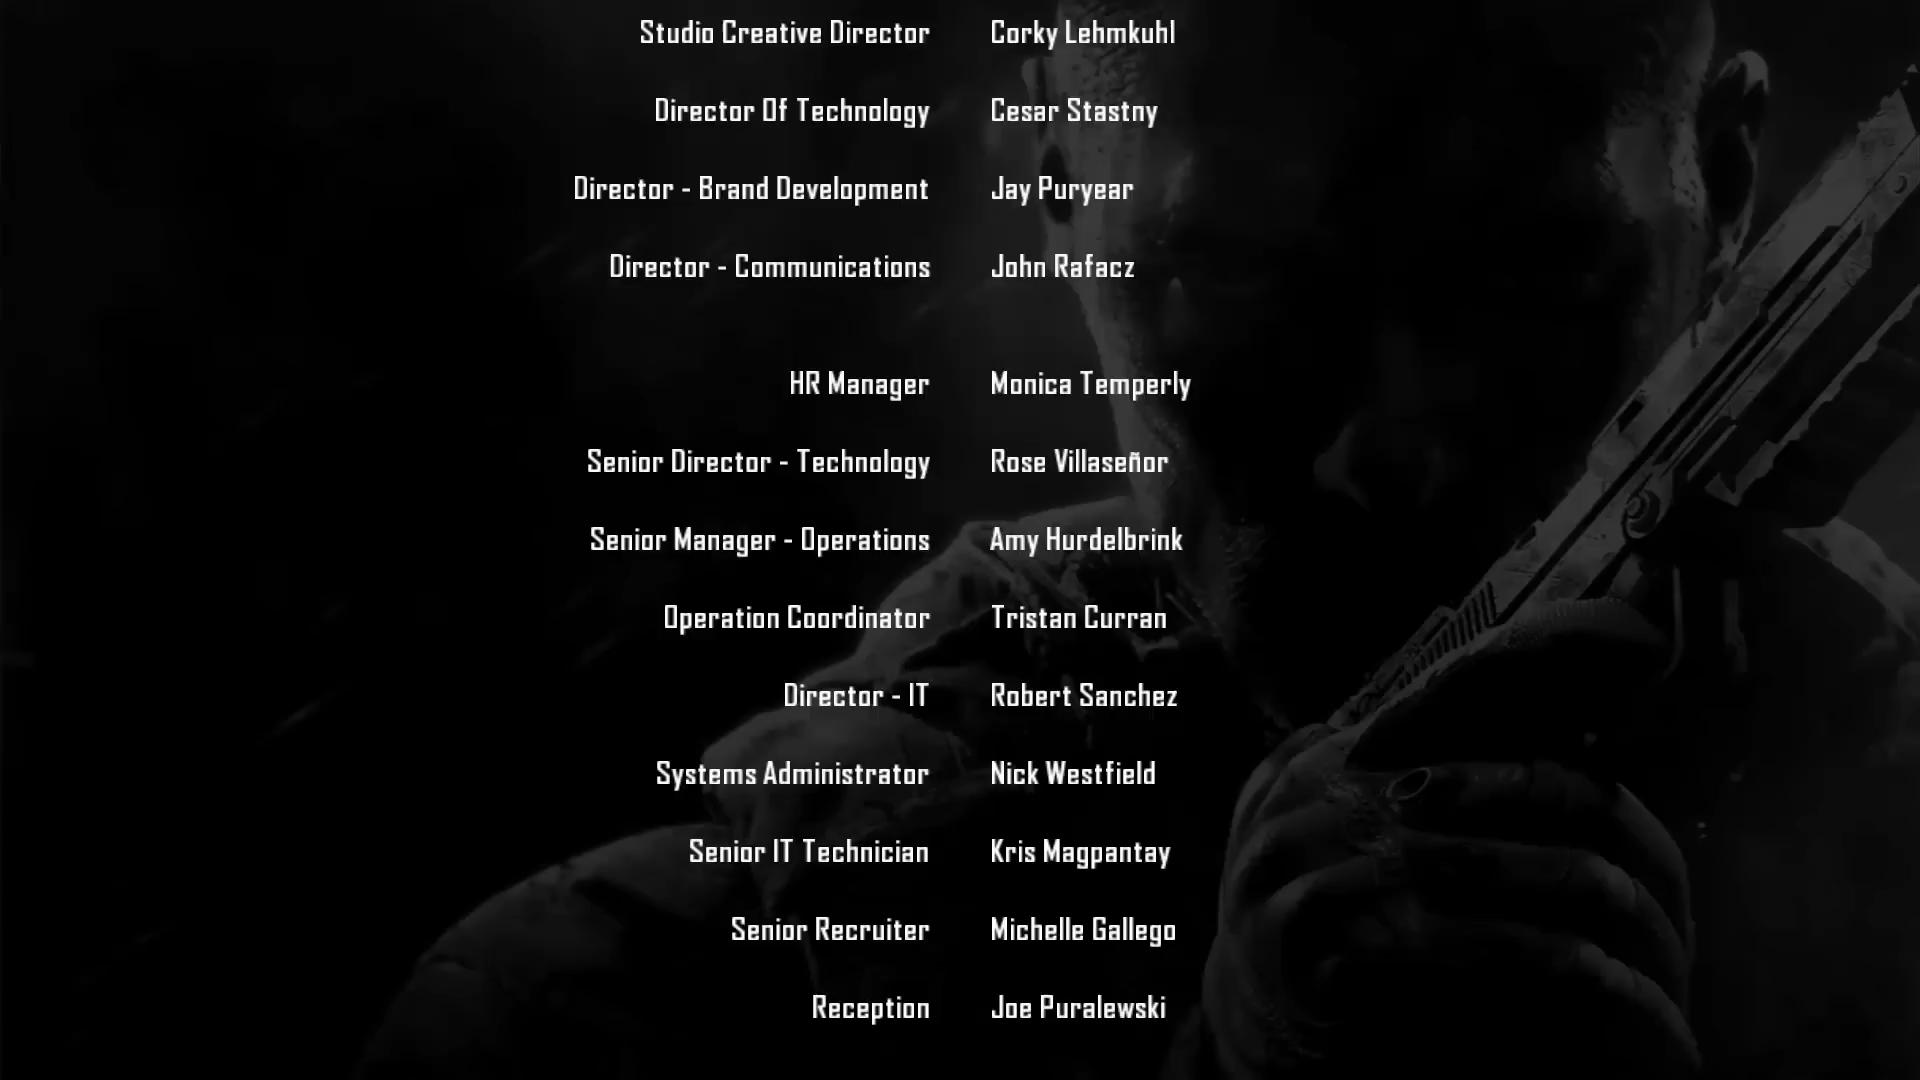 Studio Creative Director Corky Lehmkuhl
Director Of Technology Cesar Stastny
Director - Brand Development Jay Puryear
Director - Communications John Rafacz
HR Manager Monica Temperly
Senior Director - Technology Rose Villaseñor
Senior Manager - Operations Amy Hurdelbrink
Operation Coordinator Tristan Curran
Director - IT Robert Sanchez
Systems Administrator Nick Westfield
Senior IT Technician Kris Magpantay
Senior Recruiter Michelle Gallego
Reception Joe Puralewski